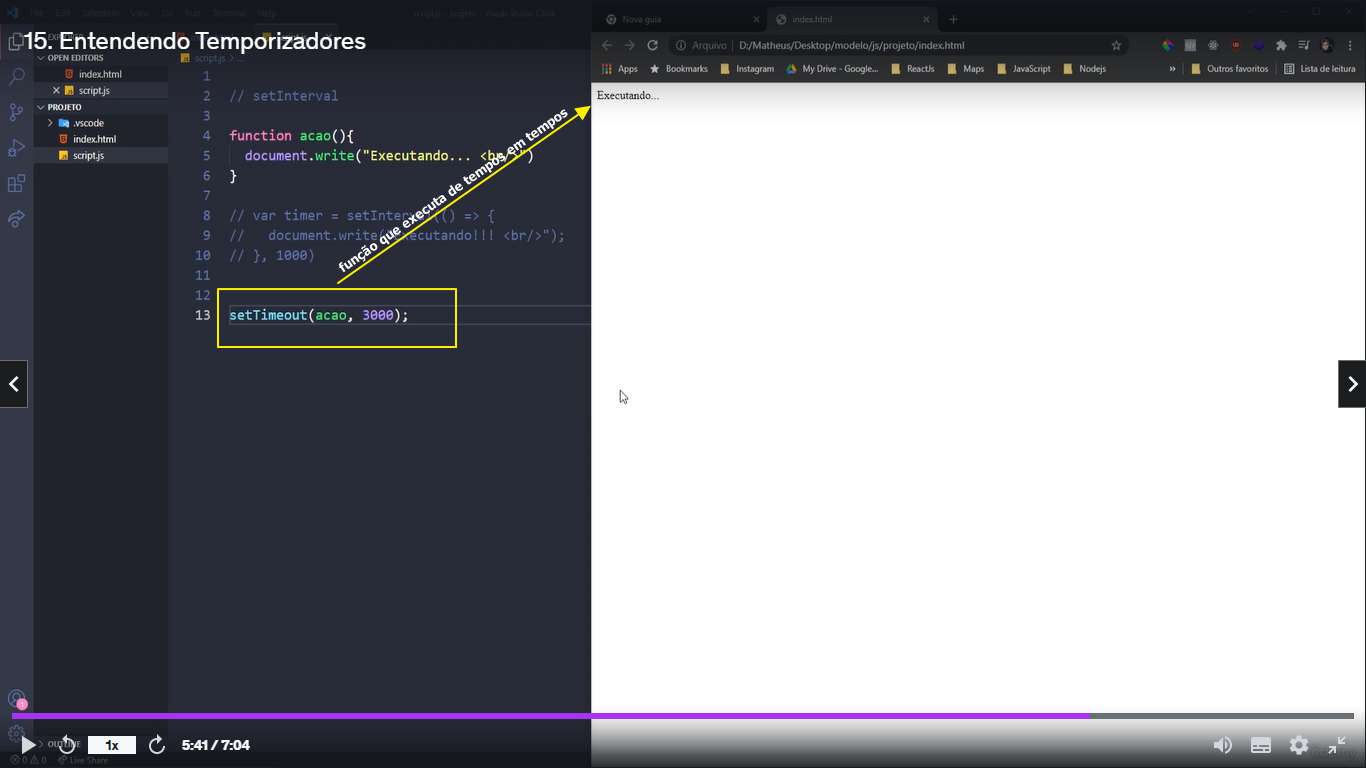 File Edit Selection View Go Run Terminal Help
script.js - projeto - Visual Studio Code
15. Entendendo Temporizadores
OPEN EDITORS
index.html
script.js
PROJETO
.vscode
index.html
script.js
script.js > ...
1
2 // setInterval
3
4 function acao(){
5 document.write("Executando... <br/>")
6 }
7
8 // var timer = setInterval(() => {
9 // document.write("Executando!!! <br/>");
10 // }, 1000)
11
12
13 setTimeout(acao, 3000);
função que executa de tempos em tempos
Nova guia
index.html
Arquivo D:/Matheus/Desktop/modelo/js/projeto/index.html
Apps Bookmarks Instagram My Drive - Google... ReactJs Maps JavaScript Nodejs » Outros favoritos Lista de leitura
Executando...
1
OUTLINE
1x
5:41 / 7:04
0 0 Live Share